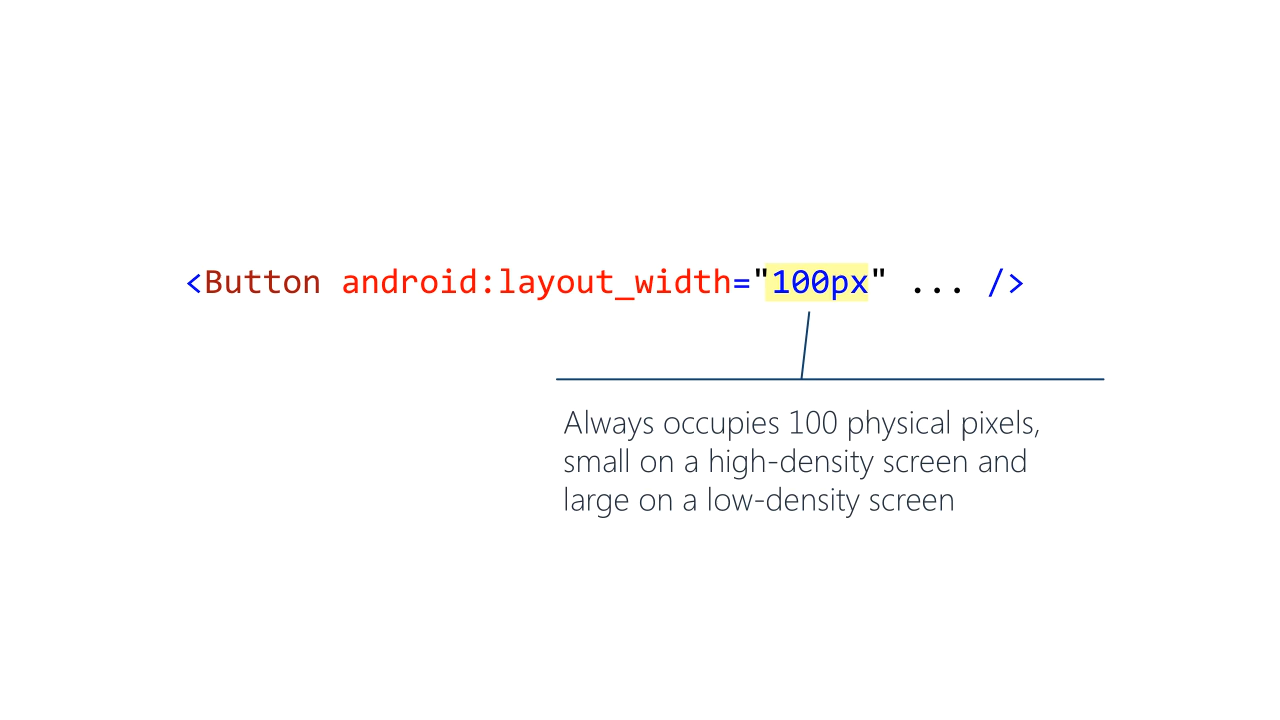 <Button android:layout_width="100px" ... />
Always occupies 100 physical pixels,
small on a high-density screen and
large on a low-density screen